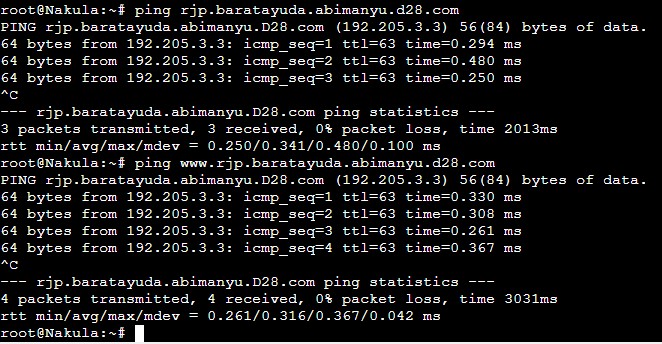 root@Nakula:~# ping rjp.baratayuda.abimanyu.d28.com
PING rjp.baratayuda.abimanyu.D28.com (192.205.3.3) 56(84) bytes of data.
64 bytes from 192.205.3.3: icmp_seq=1 ttl=63 time=0.294 ms
64 bytes from 192.205.3.3: icmp_seq=2 ttl=63 time=0.480 ms
64 bytes from 192.205.3.3: icmp_seq=3 ttl=63 time=0.250 ms
^C
--- rjp.baratayuda.abimanyu.D28.com ping statistics ---
3 packets transmitted, 3 received, 0% packet loss, time 2013ms
rtt min/avg/max/mdev = 0.250/0.341/0.480/0.100 ms
root@Nakula:~# ping www.rjp.baratayuda.abimanyu.d28.com
PING rjp.baratayuda.abimanyu.D28.com (192.205.3.3) 56(84) bytes of data.
64 bytes from 192.205.3.3: icmp_seq=1 ttl=63 time=0.330 ms
64 bytes from 192.205.3.3: icmp_seq=2 ttl=63 time=0.308 ms
64 bytes from 192.205.3.3: icmp_seq=3 ttl=63 time=0.261 ms
64 bytes from 192.205.3.3: icmp_seq=4 ttl=63 time=0.367 ms
^C
--- rjp.baratayuda.abimanyu.D28.com ping statistics ---
4 packets transmitted, 4 received, 0% packet loss, time 3031ms
rtt min/avg/max/mdev = 0.261/0.316/0.367/0.042 ms
root@Nakula:~#